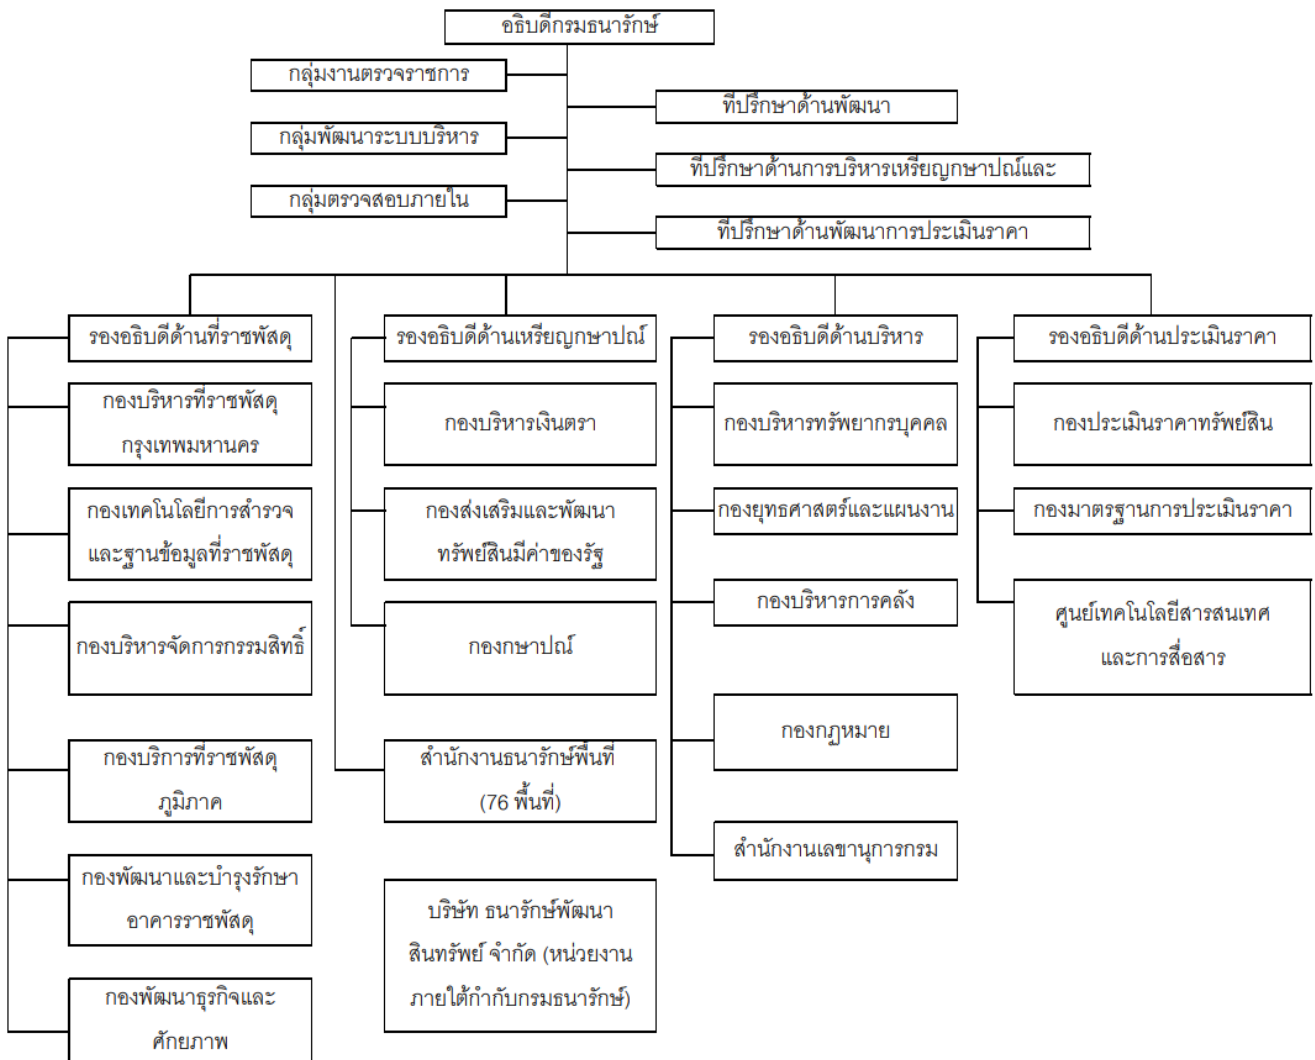 อธิบดีกรมธนารักษ์
กลุ่มงานตรวจราชการ
ที่ปรึกษาด้านพัฒนา
กลุ่มพัฒนาระบบบริหาร
ที่ปรึกษาด้านการบริหารเหรียญกษาปณ์และ
กลุ่มตรวจสอบภายใน
ที่ปรึกษาด้านพัฒนาการประเมินราคา
รองอธิบดีด้านที่ราชพัสดุ
กองบริหารที่ราชพัสดุ
กรุงเทพมหานคร
กองเทคโนโลยีการสำรวจ
และฐานข้อมูลที่ราชพัสดุ
กองบริหารจัดการกรรมสิทธิ์
กองบริการที่ราชพัสดุ
ภูมิภาค
กองพัฒนาและบำรุงรักษา
อาคารราชพัสดุ
กองพัฒนาธุรกิจและ
ศักยภาพ
รองอธิบดีด้านเหรียญกษาปณ์
กองบริหารเงินตรา
กองส่งเสริมและพัฒนา
ทรัพย์สินมีค่าของรัฐ
กองกษาปณ์
สำนักงานธนารักษ์พื้นที่
(76 พื้นที่)
บริษัท ธนารักษ์พัฒนา
สินทรัพย์ จำกัด (หน่วยงาน
ภายใต้กำกับกรมธนารักษ์)
รองอธิบดีด้านบริหาร
กองบริหารทรัพยากรบุคคล
กองยุทธศาสตร์และแผนงาน
กองบริหารการคลัง
กองกฎหมาย
สำนักงานเลขานุการกรม
รองอธิบดีด้านประเมินราคา
กองประเมินราคาทรัพย์สิน
กองมาตรฐานการประเมินราคา
ศูนย์เทคโนโลยีสารสนเทศ
และการสื่อสาร